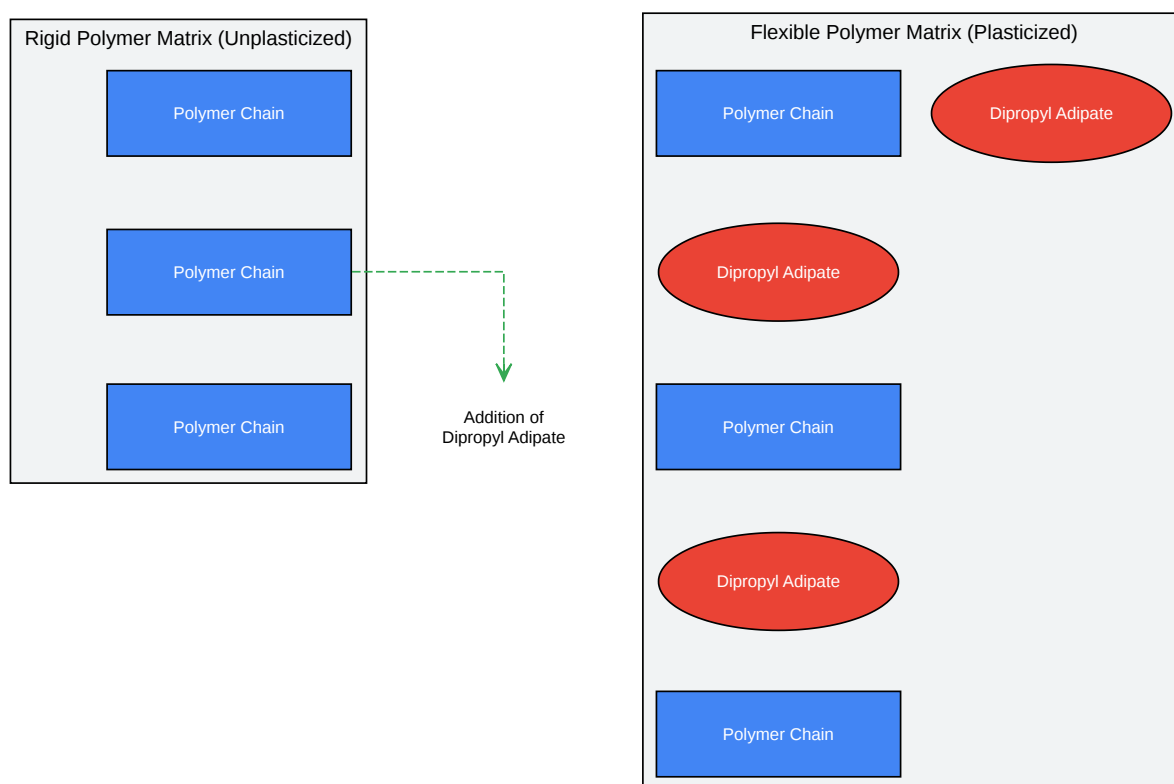 Rigid Polymer Matrix (Unplasticized)
Polymer Chain
Polymer Chain
Polymer Chain
Addition of
Dipropyl Adipate
Flexible Polymer Matrix (Plasticized)
Polymer Chain
Dipropyl Adipate
Dipropyl Adipate
Polymer Chain
Dipropyl Adipate
Polymer Chain